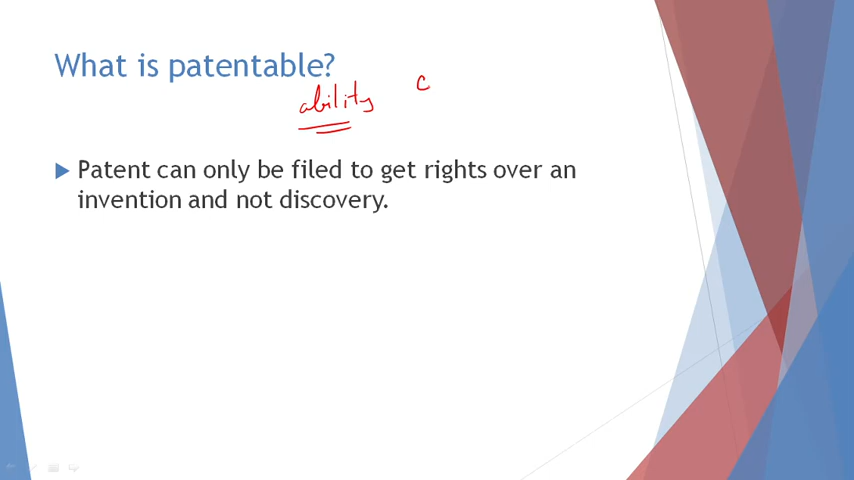 What is patentable?
ability c
Patent can only be filed to get rights over an
invention and not discovery.